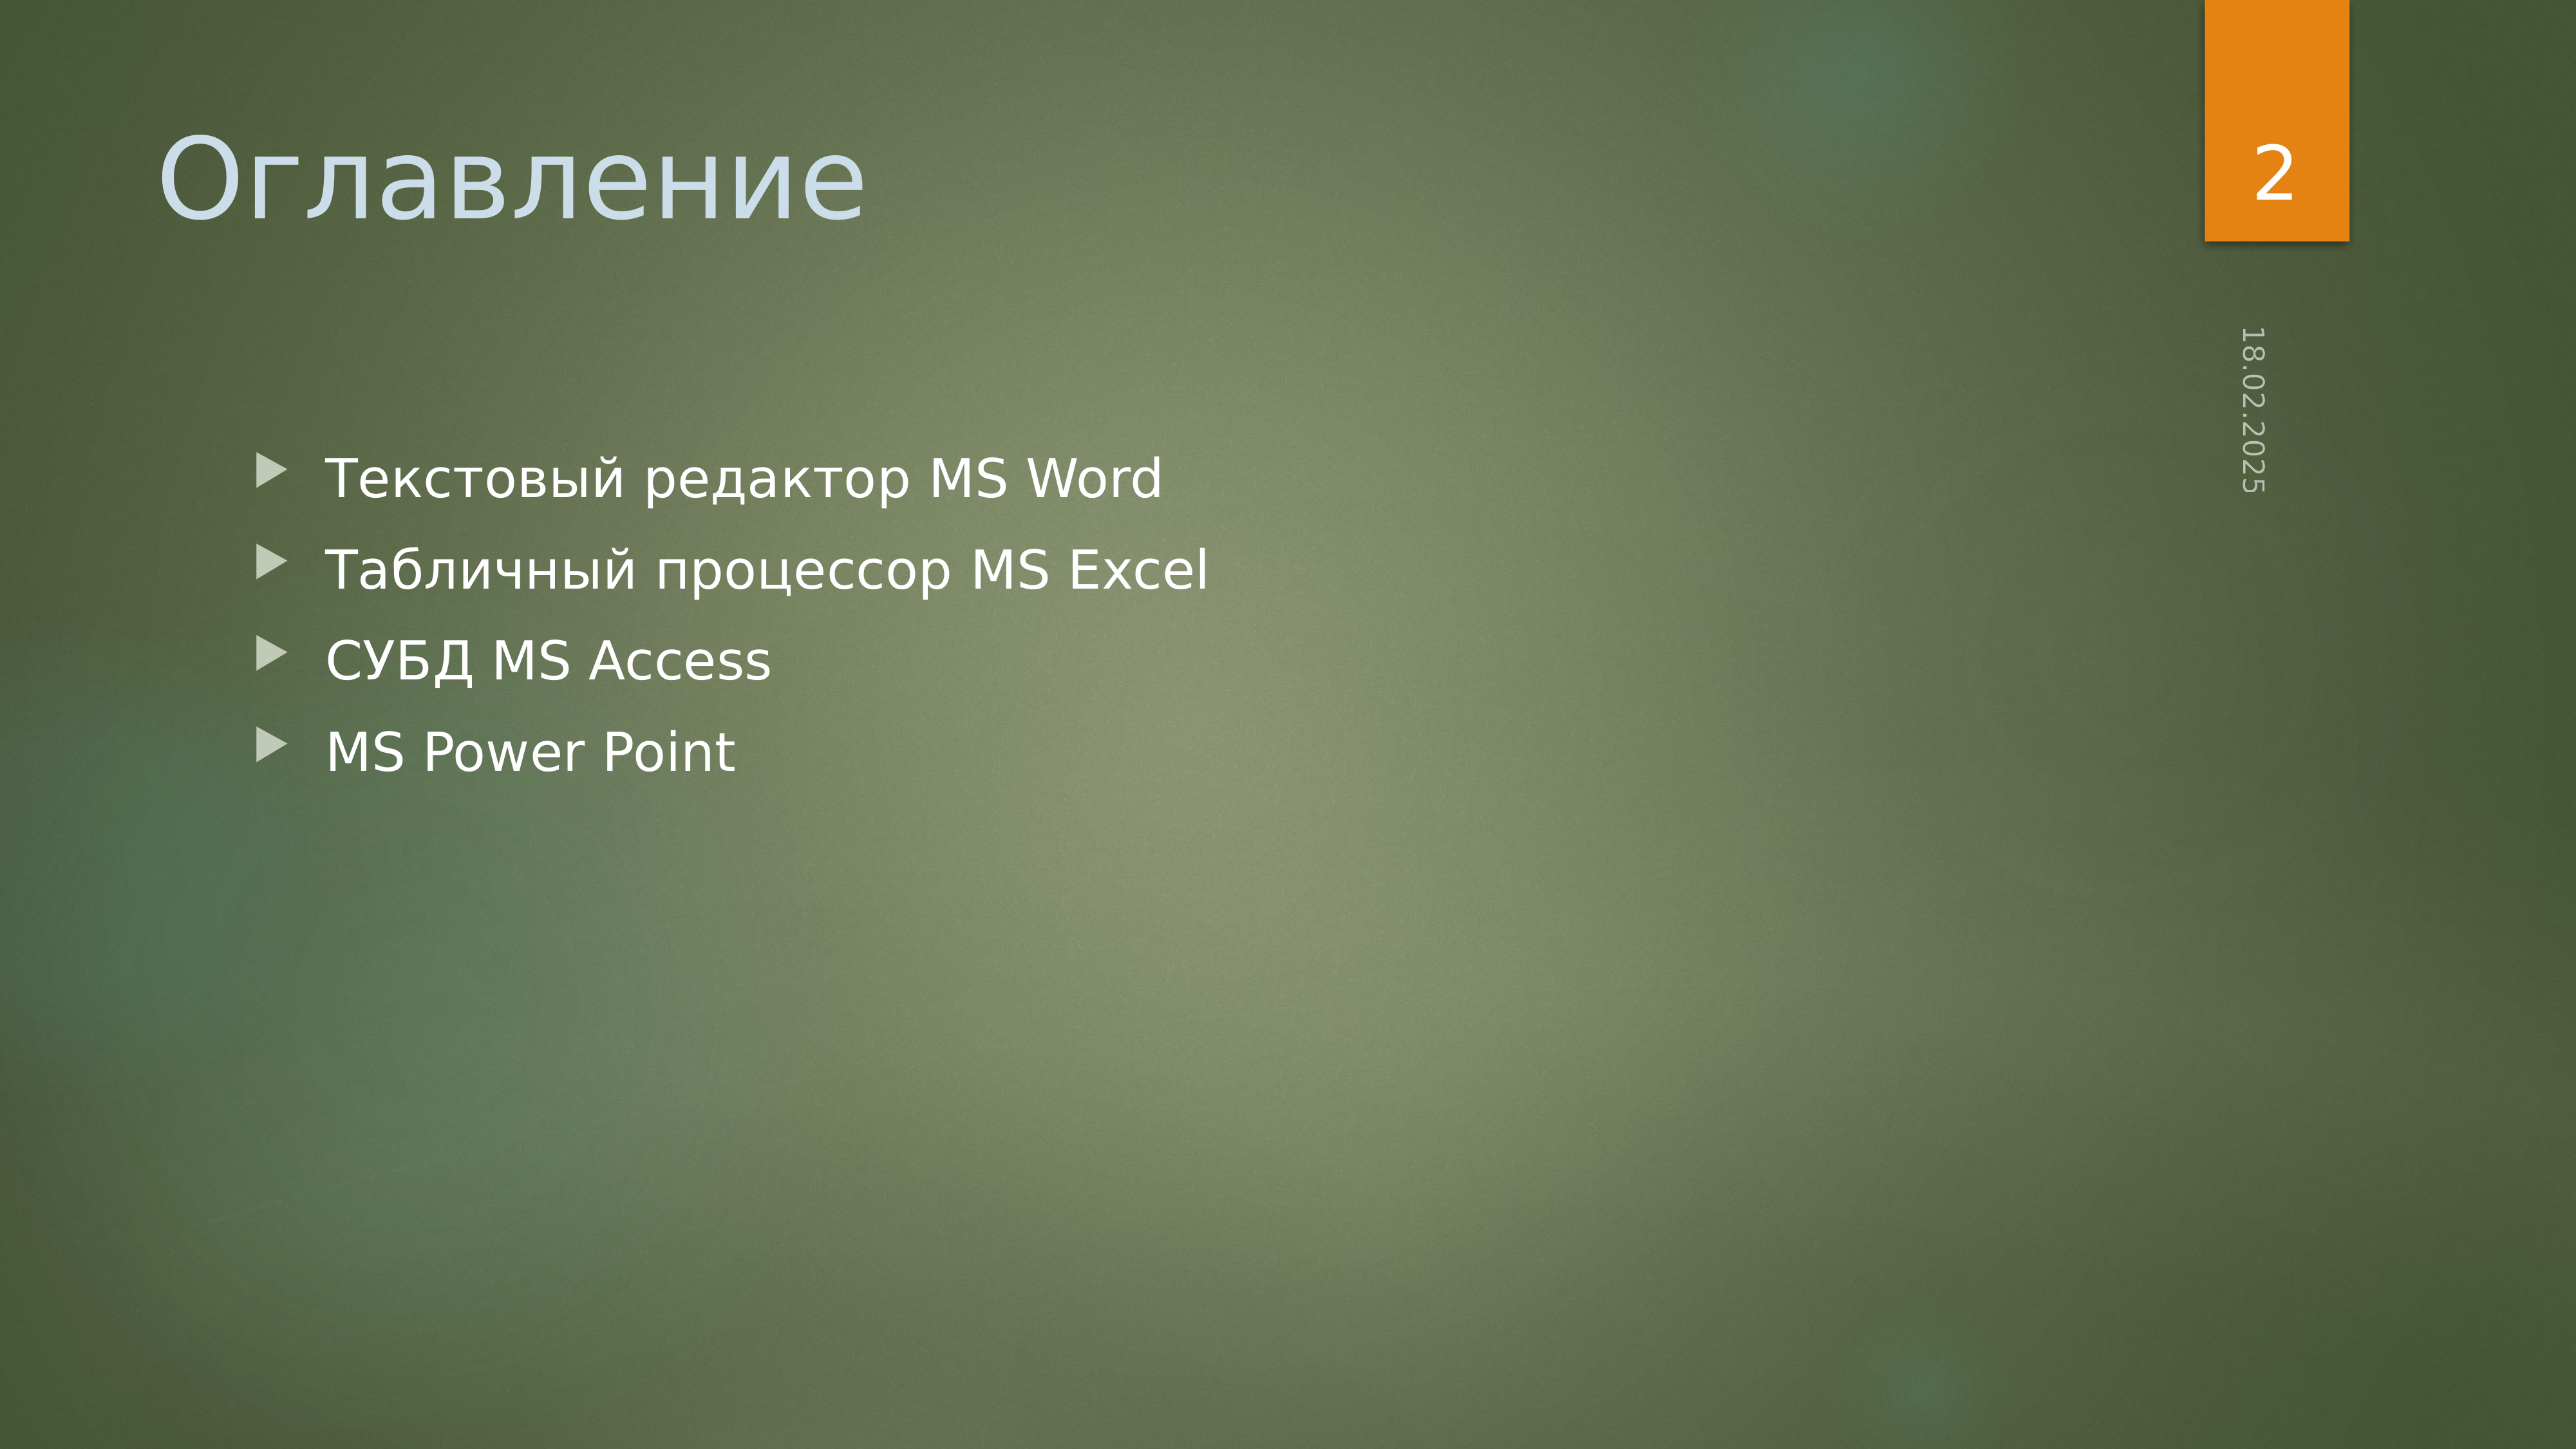 Оглавление
2
18.02.2025
Текстовый редактор MS Word
Табличный процессор MS Excel
СУБД MS Access
MS Power Point